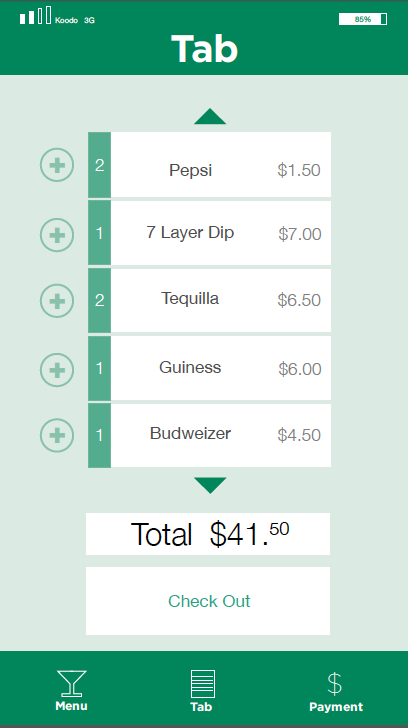 Koodo 3G 85%
Tab
2 Pepsi $1.50
1 7 Layer Dip $7.00
2 Tequilla $6.50
1 Guiness $6.00
1 Budweizer $4.50
Total $41.50
Check Out
Menu Tab Payment